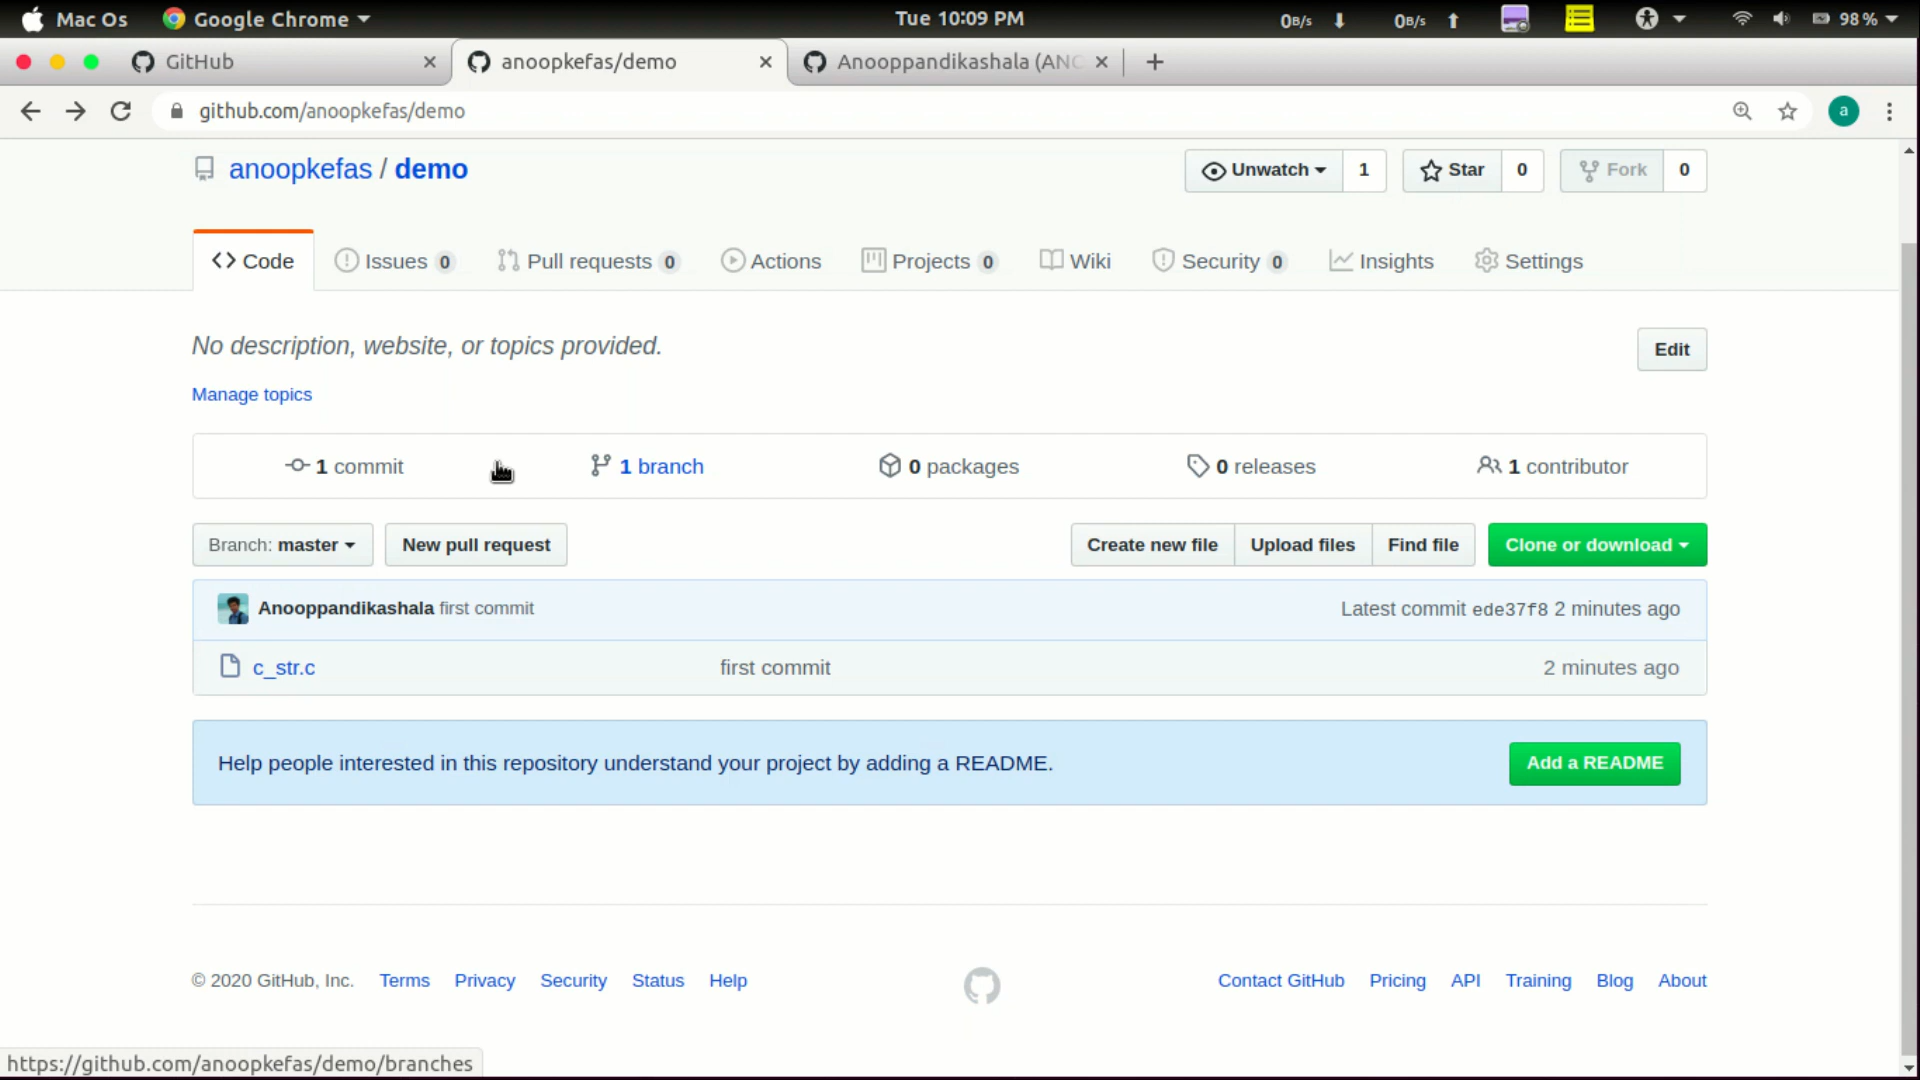 Mac Os Google Chrome Tue 10:09 PM 0B/s 0B/s 98 %
GitHub anoopkefas/demo Anooppandikashala (ANO
github.com/anoopkefas/demo a
anoopkefas / demo Unwatch 1 Star 0 Fork 0
Code Issues 0 Pull requests 0 Actions Projects 0 Wiki Security 0 Insights Settings
No description, website, or topics provided. Edit
Manage topics
1 commit 1 branch 0 packages 0 releases 1 contributor
Branch: master New pull request Create new file Upload files Find file Clone or download
Anooppandikashala first commit Latest commit ede37f8 2 minutes ago
c_str.c first commit 2 minutes ago
Help people interested in this repository understand your project by adding a README. Add a README
© 2020 GitHub, Inc. Terms Privacy Security Status Help Contact GitHub Pricing API Training Blog About
https://github.com/anoopkefas/demo/branches